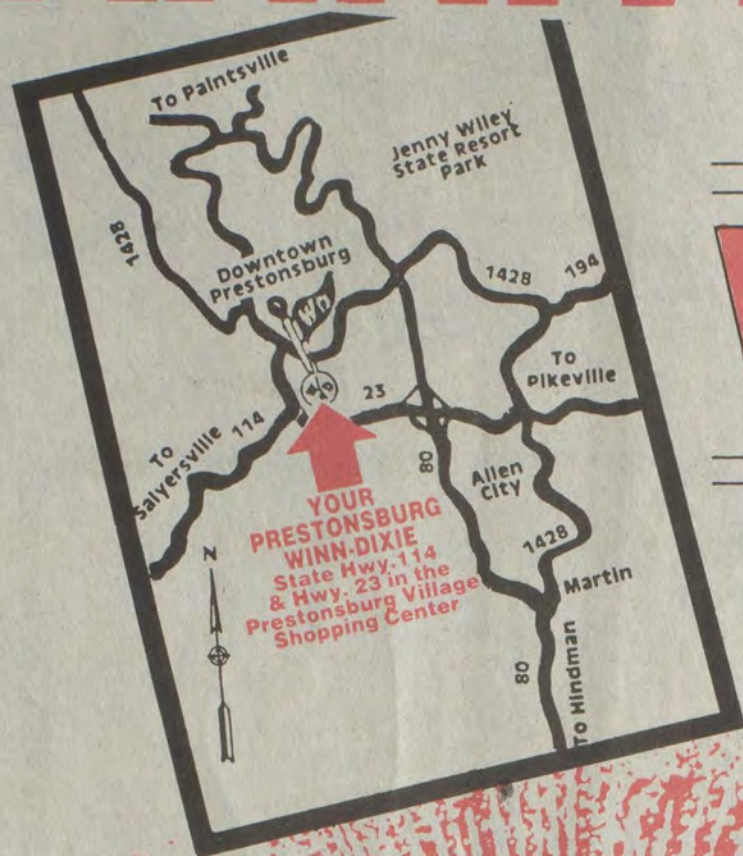 To Paintsville
Jenny Wiley
State Resort
Park
1428
Downtown
Prestonsburg
1428
194
WD
To
Pikeville
23
To
Salyersville
114
80
Allen
City
YOUR
PRESTONSBURG
WINN-DIXIE
State Hwy. 114
& Hwy. 23 in the
Prestonsburg Village
Shopping Center
1428
N
Martin
80
To Hindman